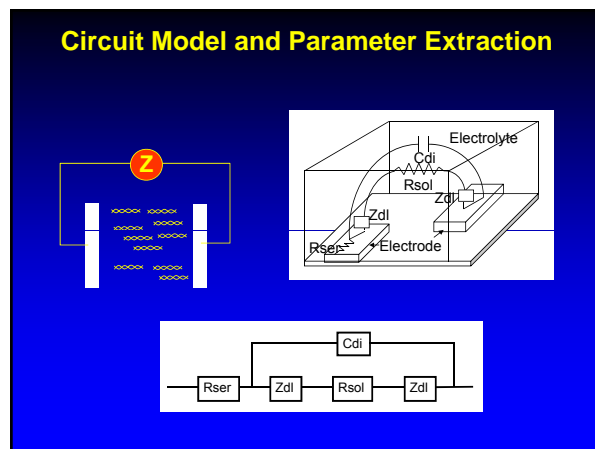 Circuit Model and Parameter Extraction
Z
Electrolyte
Cdi
Rsol
Zdl
Zdl
Rser
Electrode
Cdi
Rser Zdl Rsol Zdl